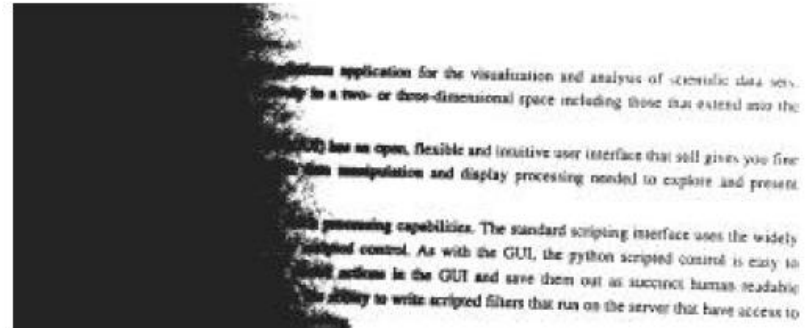 application for the visualization and analysis of scientific data sets.
in a two- or three-dimensional space including those that extend into the
(GUI) has an open, flexible and intuitive user interface that still gives you fine
data manipulation and display processing needed to explore and present
processing capabilities. The standard scripting interface uses the widely
scripted control. As with the GUI, the python scripted control is easy to
actions in the GUI and save them out as succinct human readable
ability to write scripted filters that run on the server that have access to